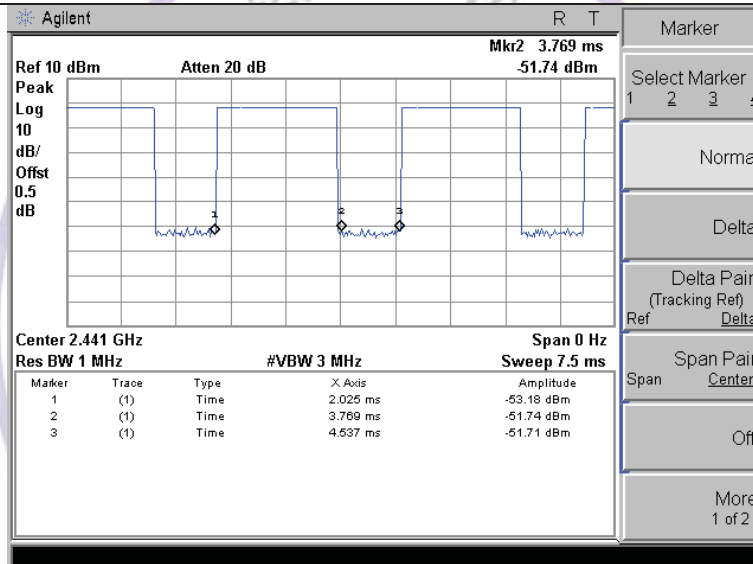 Agilent R T
Mkr2 3.769 ms
Ref 10 dBm Atten 20 dB -51.74 dBm
Peak
Log
10
dB/
Offst
0.5
dB
1 2 3
Center 2.441 GHz Span 0 Hz
Res BW 1 MHz #VBW 3 MHz Sweep 7.5 ms
Marker Trace Type X Axis Amplitude
1 (1) Time 2.025 ms -53.18 dBm
2 (1) Time 3.769 ms -51.74 dBm
3 (1) Time 4.537 ms -51.71 dBm
Marker
Select Marker
1 2 3
Norma
Delta
Delta Pair
(Tracking Ref)
Ref Delta
Span Pair
Span Center
Off
More
1 of 2